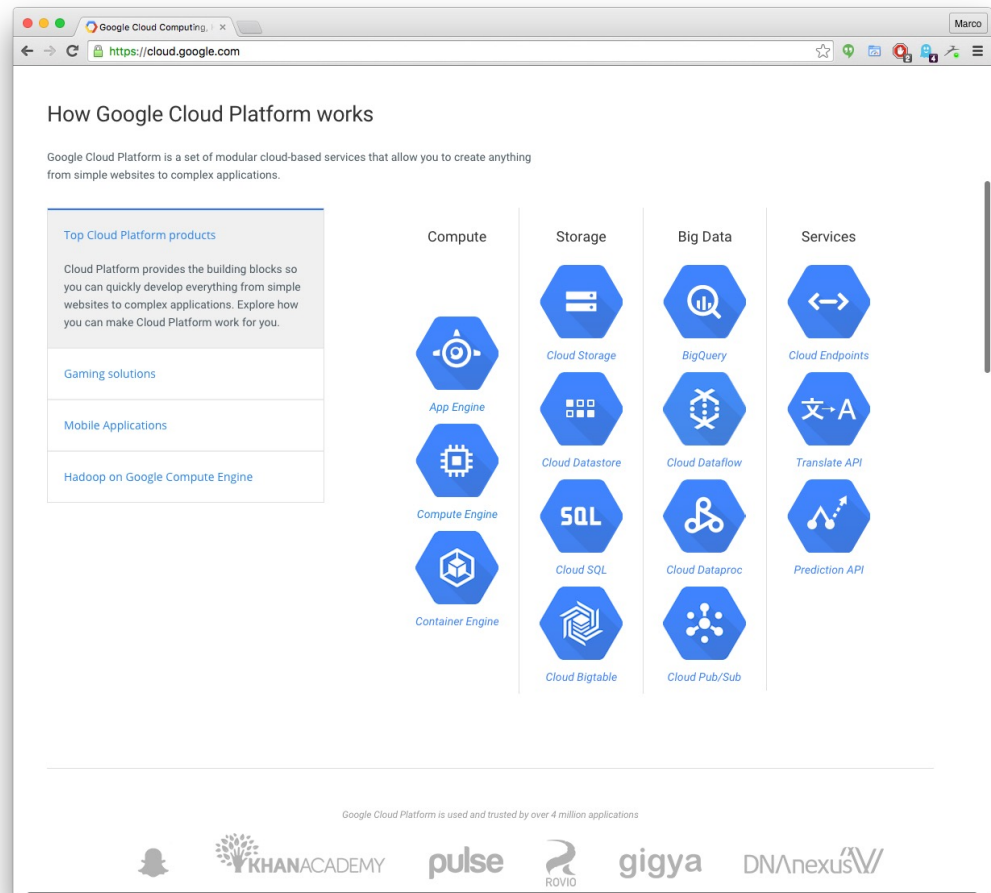 Google Cloud Computing,
Marco
https://cloud.google.com
2
4
How Google Cloud Platform works
Google Cloud Platform is a set of modular cloud-based services that allow you to create anything
from simple websites to complex applications.
Top Cloud Platform products
Cloud Platform provides the building blocks so
you can quickly develop everything from simple
websites to complex applications. Explore how
you can make Cloud Platform work for you.
Gaming solutions
Mobile Applications
Hadoop on Google Compute Engine
Compute
App Engine
Compute Engine
Container Engine
Storage
Cloud Storage
Cloud Datastore
SQL
Cloud SQL
Cloud Bigtable
Big Data
BigQuery
Cloud Dataflow
Cloud Dataproc
Cloud Pub/Sub
Services
Cloud Endpoints
文→A
Translate API
Prediction API
Google Cloud Platform is used and trusted by over 4 million applications
KHANACADEMY
pulse
ROVIO
gigya
DNAnexus